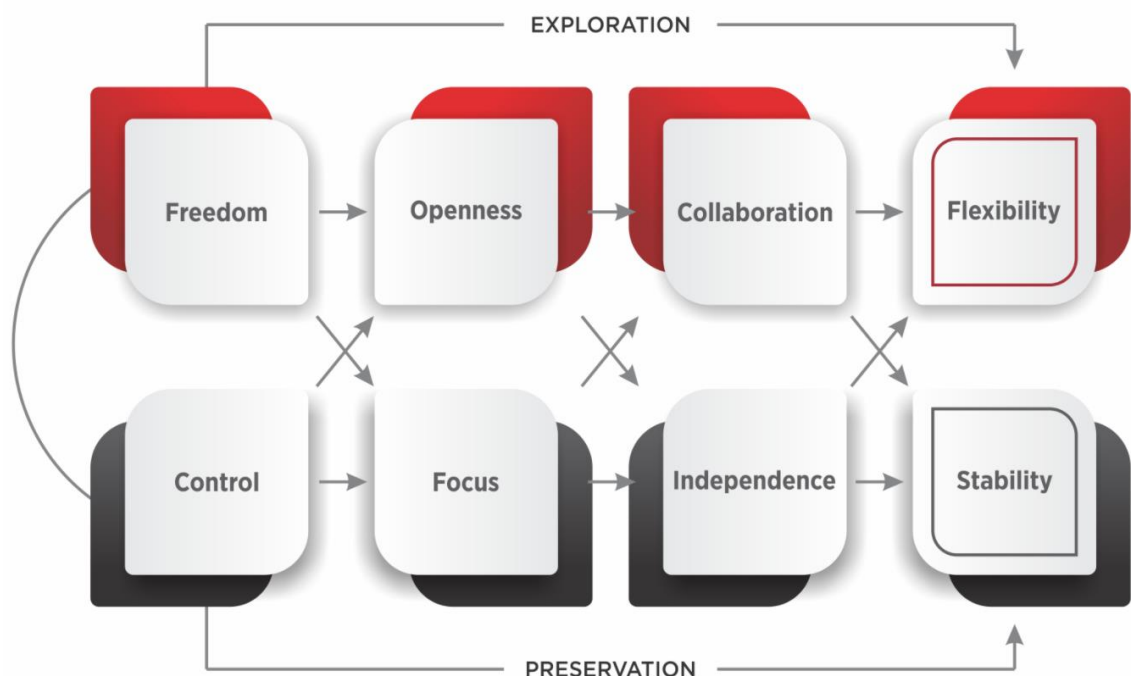 EXPLORATION
Freedom
Openness
Collaboration
Flexibility
Control
Focus
Independence
Stability
PRESERVATION